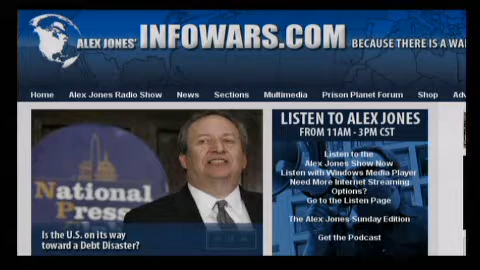 ALEX JONES' INFOWARS.COM BECAUSE THERE IS A WA
Home Alex Jones Radio Show News Sections Multimedia Prison Planet Forum Shop Ad
LISTEN TO ALEX JONES
FROM 11AM - 3PM CST
National
Press
Listen to the
Alex Jones Show Now
Listen with Windows Media Player
Need More Internet Streaming
Options?
Go to the Listen Page
The Alex Jones Sunday Edition
Get the Podcast
Is the U.S. on its way
toward a Debt Disaster?